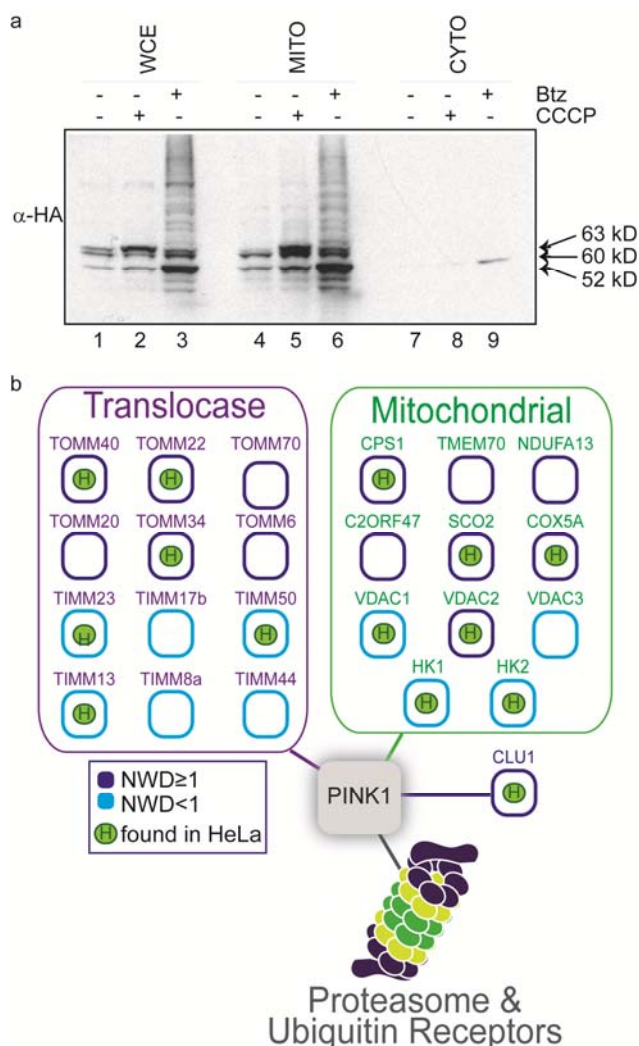 a
WCE MITO CYTO
- - + - - + - - + Btz
- + - - + - - + - CCCP
α-HA
63 kD
60 kD
52 kD
1 2 3 4 5 6 7 8 9
b
Translocase
TOMM40 TOMM22 TOMM70
H H
TOMM20 TOMM34 TOMM6
H
TIMM23 TIMM17b TIMM50
H H
TIMM13 TIMM8a TIMM44
H
Mitochondrial
CPS1 TMEM70 NDUFA13
H
C2ORF47 SCO2 COX5A
H H
VDAC1 VDAC2 VDAC3
H H
HK1 HK2
H H
NWD≥1
NWD<1
H found in HeLa
PINK1
CLU1
H
Proteasome &
Ubiquitin Receptors